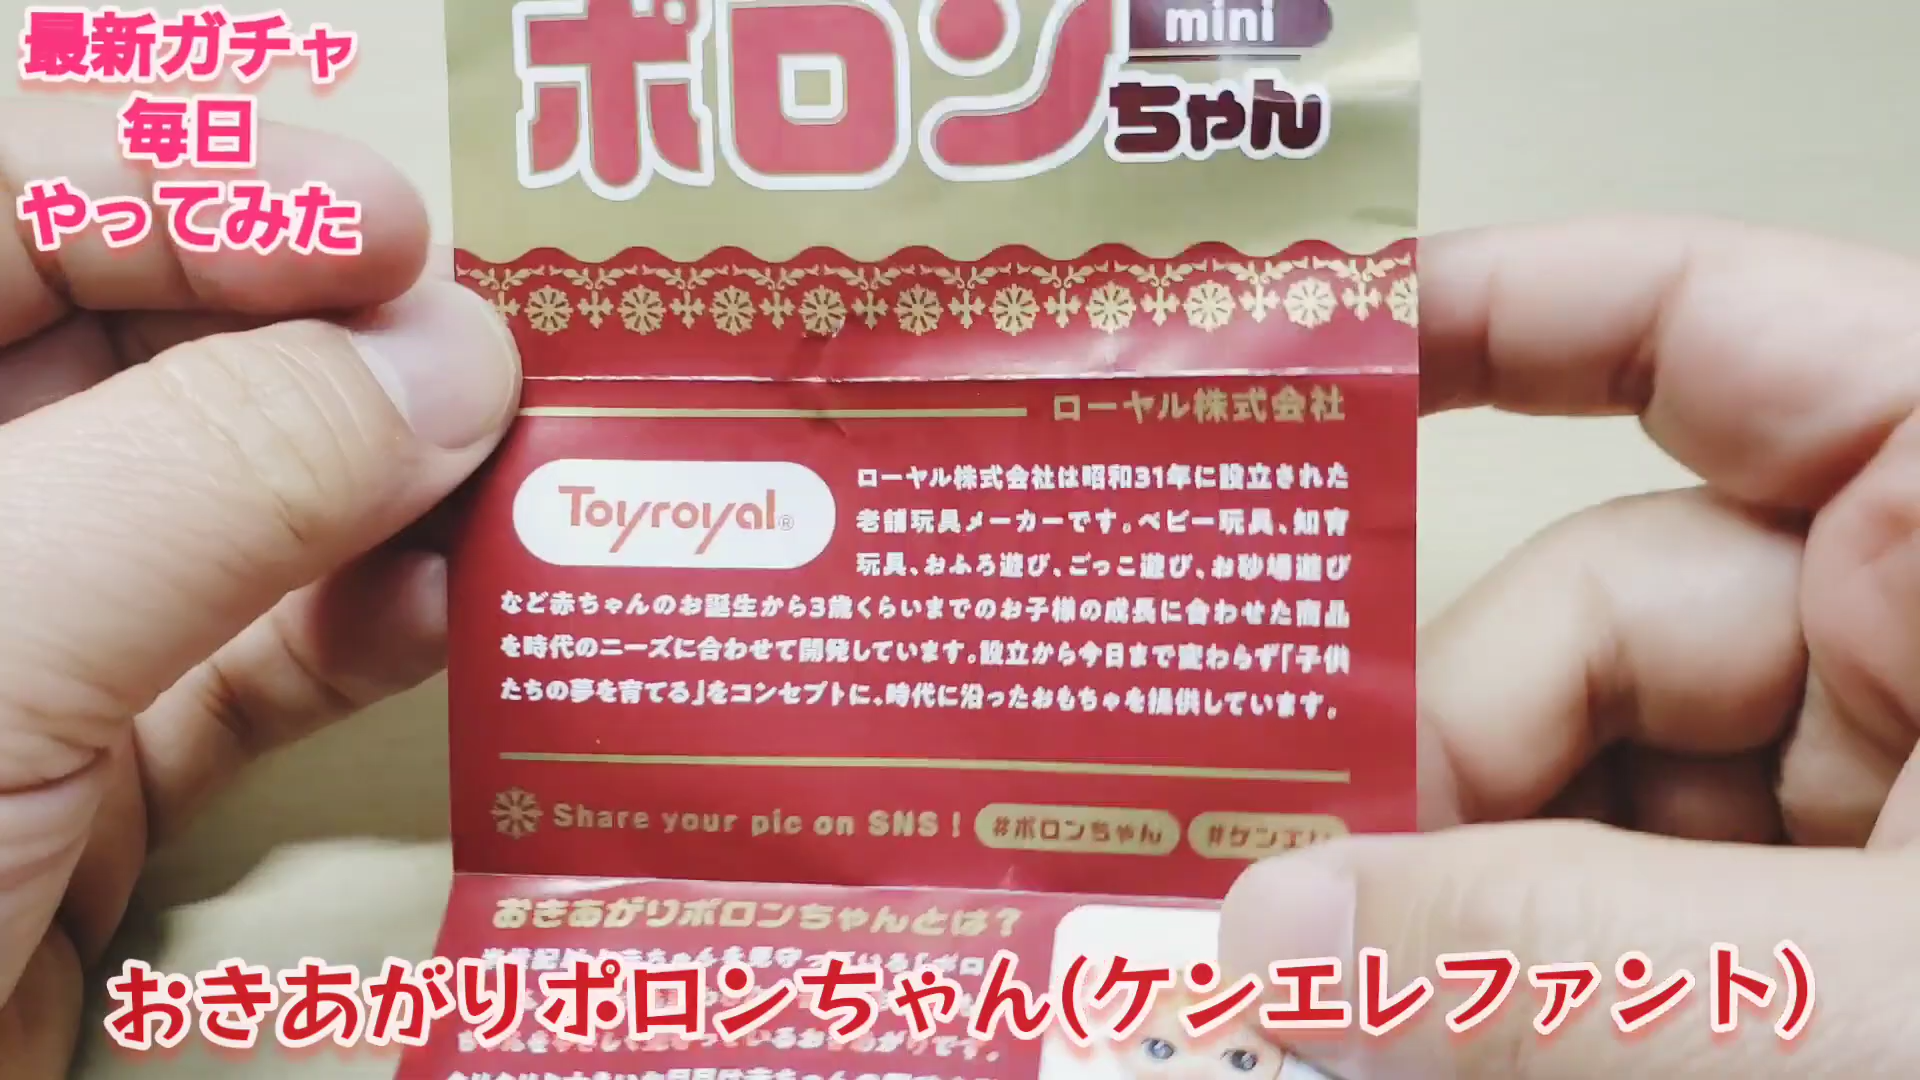 最新ガチャ
毎日
やってみた
ポロン
mini
ちゃん
ローヤル株式会社
Toyroyal®
ローヤル株式会社は昭和31年に設立された
老舗玩具メーカーです。ベビー玩具、知育
玩具、おふろ遊び、ごっこ遊び、お砂場遊び
など赤ちゃんのお誕生から3歳くらいまでのお子様の成長に合わせた商品
を時代のニーズに合わせて開発しています。設立から今日まで変わらず「子供
たちの夢を育てる」をコンセプトに、時代に沿ったおもちゃを提供しています。
Share your pic on SNS! #ポロンちゃん #ケンエレ
おきあがりポロンちゃんとは?
おきあがりポロンちゃん(ケンエレファント)